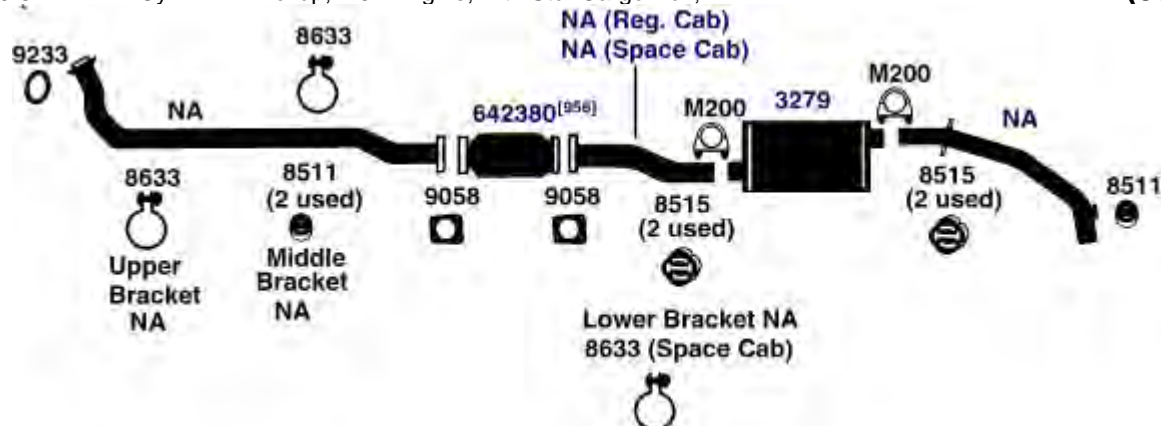 NA (Reg. Cab)
NA (Space Cab)
9233
8633
NA
642380[956]
M200
3279
M200
NA
8633
8511
(2 used)
9058
9058
8515
(2 used)
8515
(2 used)
8511
Upper
Bracket
NA
Middle
Bracket
NA
Lower Bracket NA
8633 (Space Cab)